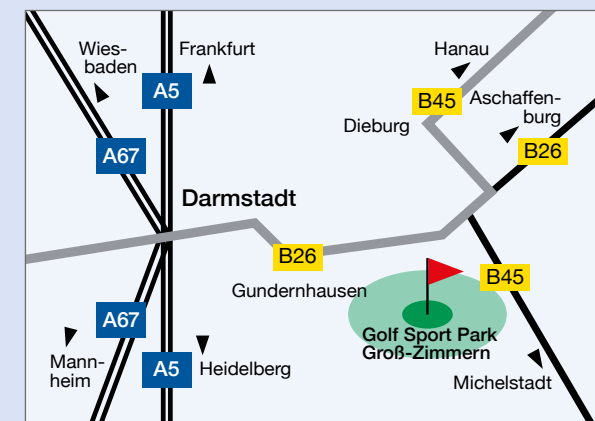 Wies-
baden
Frankfurt
Hanau
A5
B45
Aschaffen-
burg
Dieburg
A67
B26
Darmstadt
B26
B45
Gundernhausen
A67
Golf Sport Park
Groß-Zimmern
Mann-
heim
A5
Heidelberg
Michelstadt